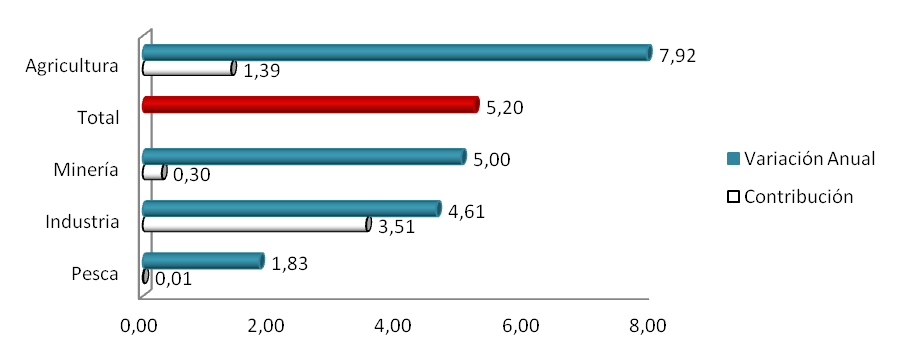 Agricultura
7,92
1,39
Total
5,20
Minería
5,00
0,30
Industria
4,61
3,51
Pesca
1,83
0,01
0,00 2,00 4,00 6,00 8,00
Variación Anual
Contribución